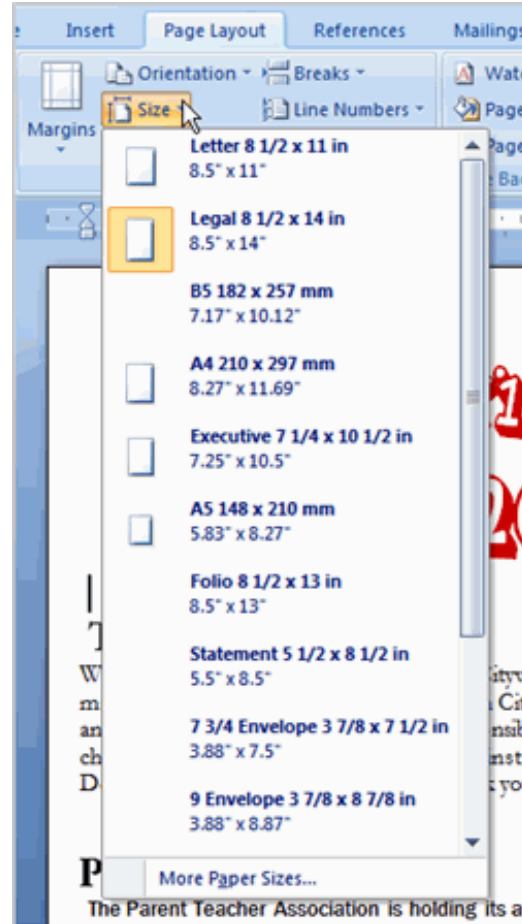 Insert Page Layout References Mailings
Orientation Breaks
Size Line Numbers Page
Margins
Letter 8 1/2 x 11 in
8.5" x 11"
Legal 8 1/2 x 14 in
8.5" x 14"
B5 182 x 257 mm
7.17" x 10.12"
A4 210 x 297 mm
8.27" x 11.69"
Executive 7 1/4 x 10 1/2 in
7.25" x 10.5"
A5 148 x 210 mm
5.83" x 8.27"
Folio 8 1/2 x 13 in
8.5" x 13"
Statement 5 1/2 x 8 1/2 in
5.5" x 8.5"
7 3/4 Envelope 3 7/8 x 7 1/2 in
3.88" x 7.5"
9 Envelope 3 7/8 x 8 7/8 in
3.88" x 8.87"
More Paper Sizes...
The Parent Teacher Association is holding its a